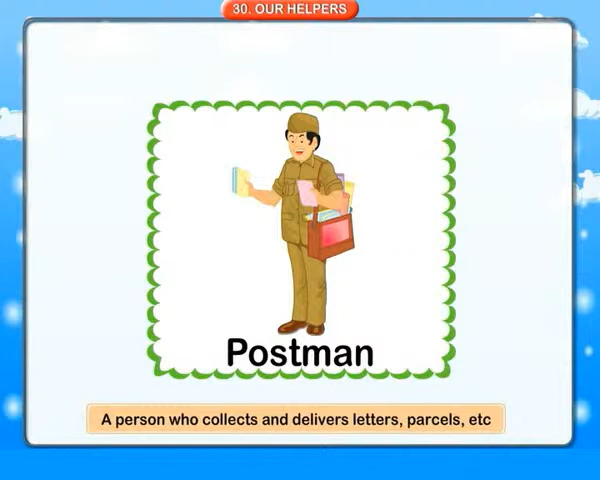 30. OUR HELPERS
Postman
A person who collects and delivers letters, parcels, etc